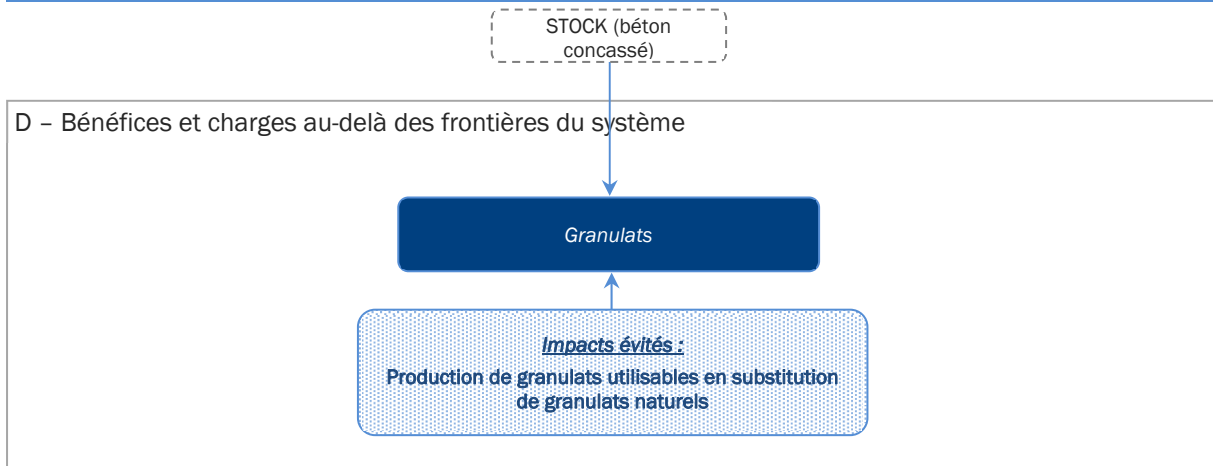 STOCK (béton
concassé)
D – Bénéfices et charges au-delà des frontières du système
Granulats
Impacts évités :
Production de granulats utilisables en substitution
de granulats naturels